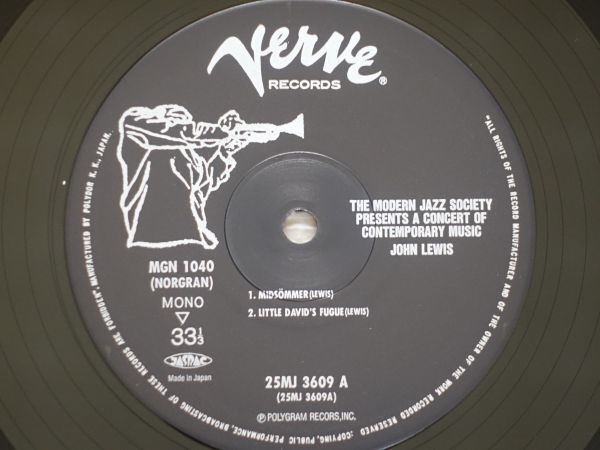 Verve®
RECORDS
THE MODERN JAZZ SOCIETY
PRESENTS A CONCERT OF
CONTEMPORARY MUSIC
JOHN LEWIS
MGN 1040
(NORGRAN)
MONO
33 1/3
JASRAC
Made in Japan
1. MIDSÖMMER(LEWIS)
2. LITTLE DAVID'S FUGUE(LEWIS)
25MJ 3609 A
(25MJ 3609A)
Ⓟ POLYGRAM RECORS, INC.
"ALL RIGHTS OF THE RECORD MANUFACTURER AND OF THE OWNER OF THE WORK RECORDED RESERVED :COPYING, PUBLIC PERFORMANCE, BROADCASTING OF THESE RECORDS ARE FORBIDDEN", MANUFACTURED BY POLYDOR K. K., JAPAN.